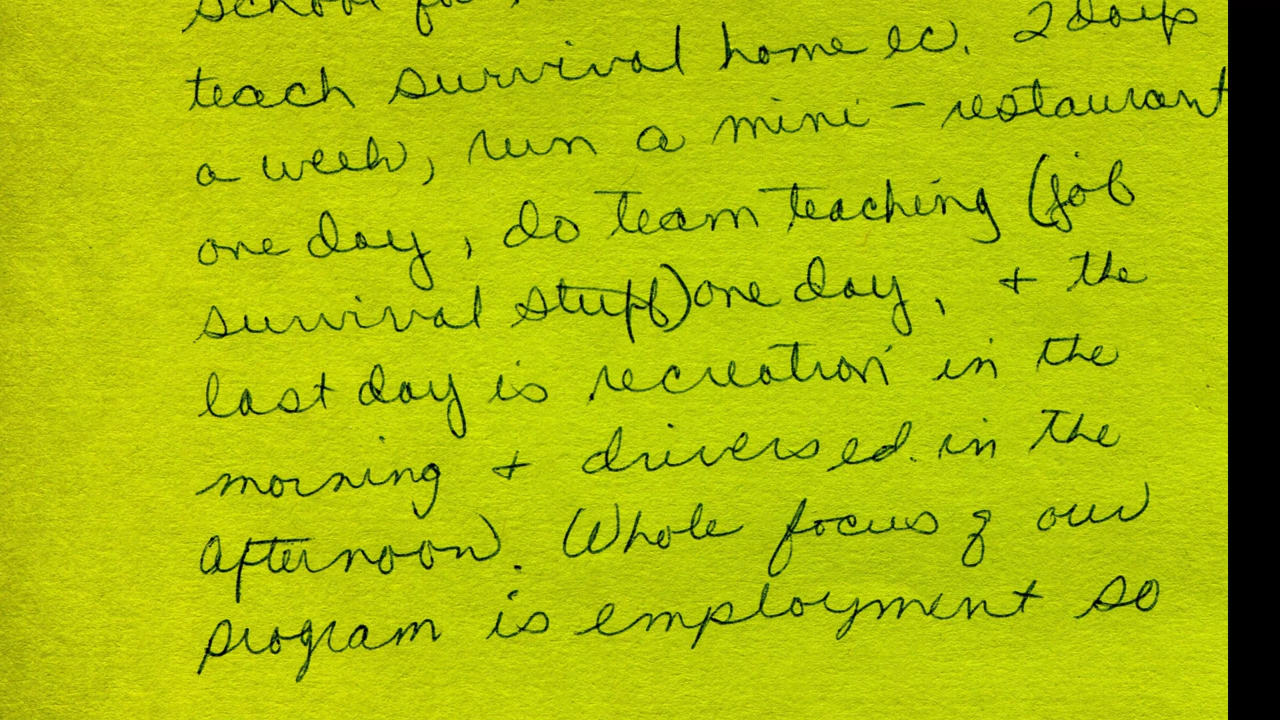 school for
teach survival home ec. 2 days
a week, run a mini - restaurant
one day, do team teaching (job
survival stuff) one day, + the
last day is recreation in the
morning + drivers ed. in the
afternoon. Whole focus of our
program is employment so